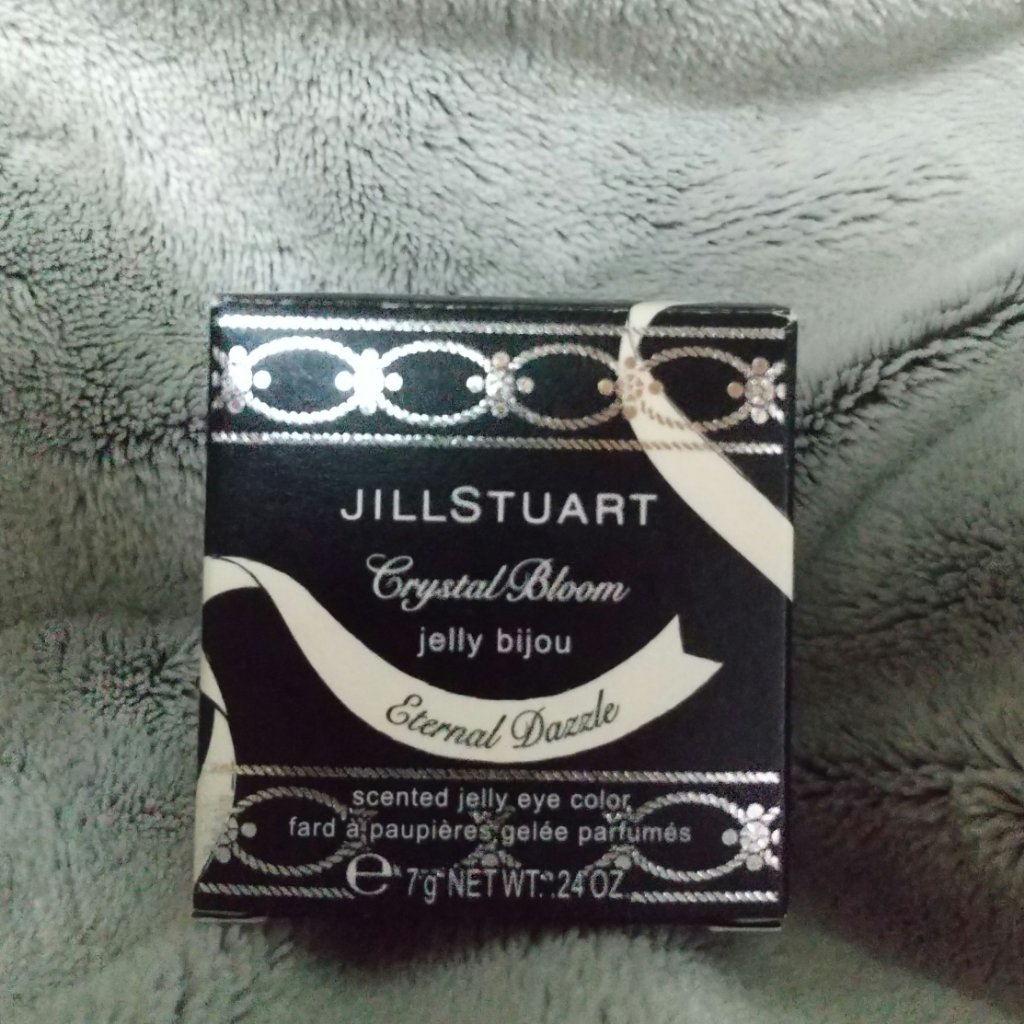 JILLSTUART
Crystal Bloom
jelly bijou
Eternal Dazzle
scented jelly eye color
fard à paupières gelée parfumés
e 7 g NET WT. .24 OZ.